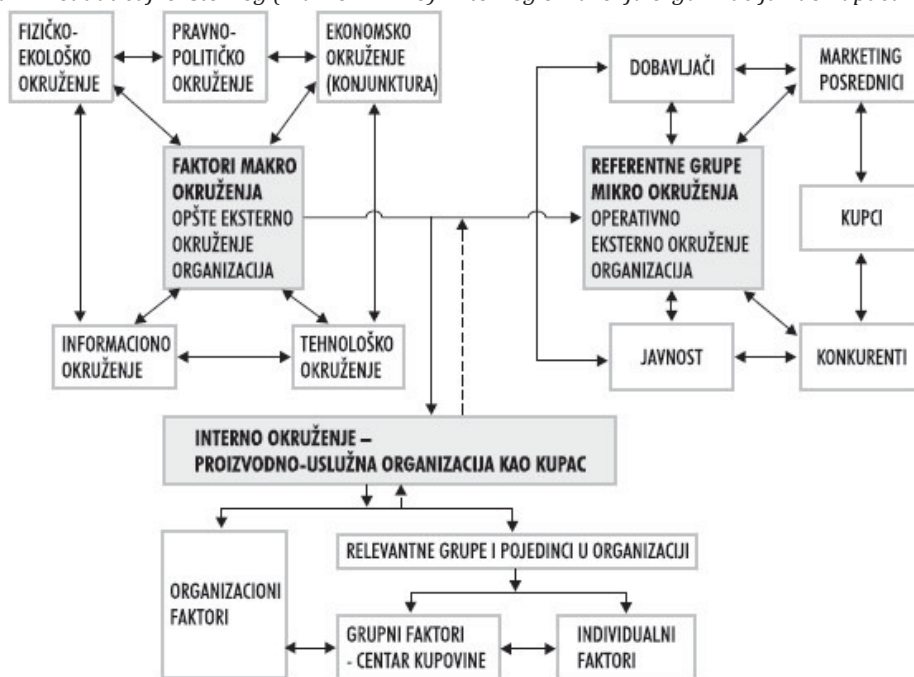 FIZIČKO-
EKOLOŠKO
OKRUŽENJE
PRAVNO-
POLITIČKO
OKRUŽENJE
EKONOMSKO
OKRUŽENJE
(KONJUNKTURA)
FAKTORI MAKRO
OKRUŽENJA
OPŠTE EKSTERNO
OKRUŽENJE
ORGANIZACIJA
INFORMACIONO
OKRUŽENJE
TEHNOLOŠKO
OKRUŽENJE
DOBAVLJAČI
MARKETING
POSREDNICI
REFERENTNE GRUPE
MIKRO OKRUŽENJA
OPERATIVNO
EKSTERNO OKRUŽENJE
ORGANIZACIJA
KUPCI
JAVNOST
KONKURENTI
INTERNO OKRUŽENJE –
PROIZVODNO-USLUŽNA ORGANIZACIJA KAO KUPAC
ORGANIZACIONI
FAKTORI
RELEVANTNE GRUPE I POJEDINCI U ORGANIZACIJI
GRUPNI FAKTORI
- CENTAR KUPOVINE
INDIVIDUALNI
FAKTORI